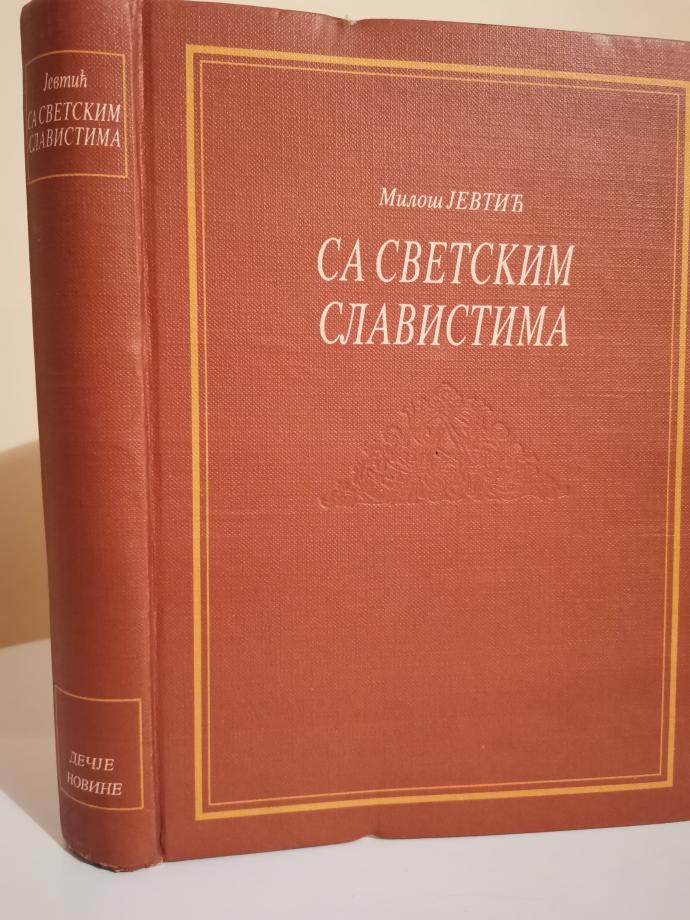 Јевтић
СА СВЕТСКИМ
СЛАВИСТИМА
ДЕЧЈЕ
НОВИНЕ
Милош ЈЕВТИЋ
СА СВЕТСКИМ
СЛАВИСТИМА